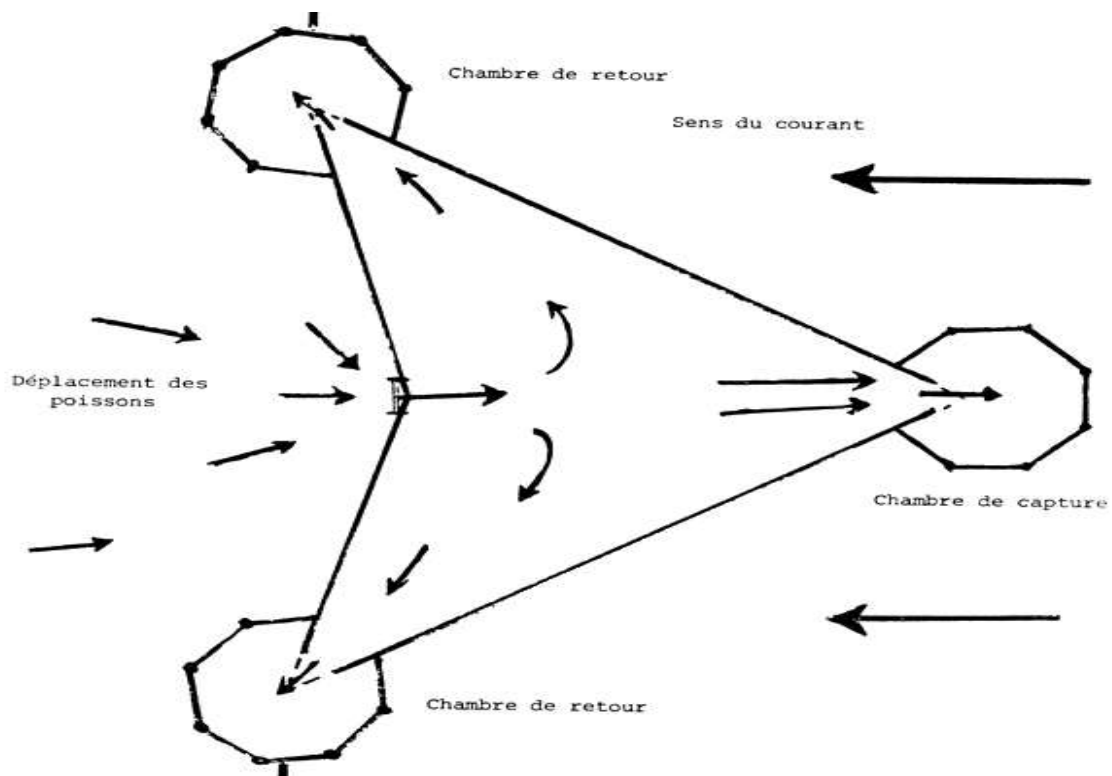 Chambre de retour
Sens du courant
Déplacement des
poissons
Chambre de capture
Chambre de retour